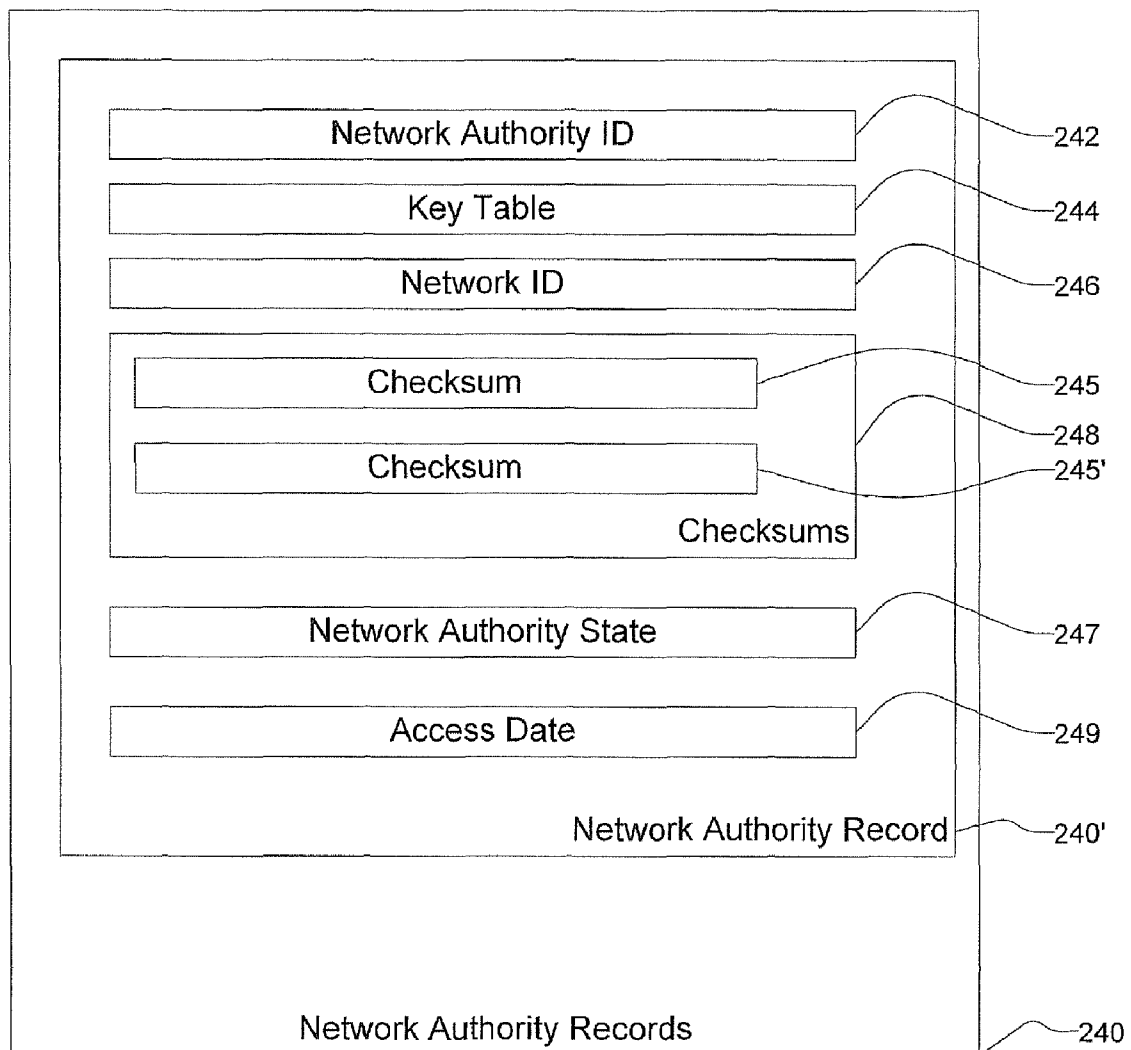 Network Authority ID 242
Key Table 244
Network ID 246
Checksum 245
248
Checksum 245'
Checksums
Network Authority State 247
Access Date 249
Network Authority Record 240'
Network Authority Records 240